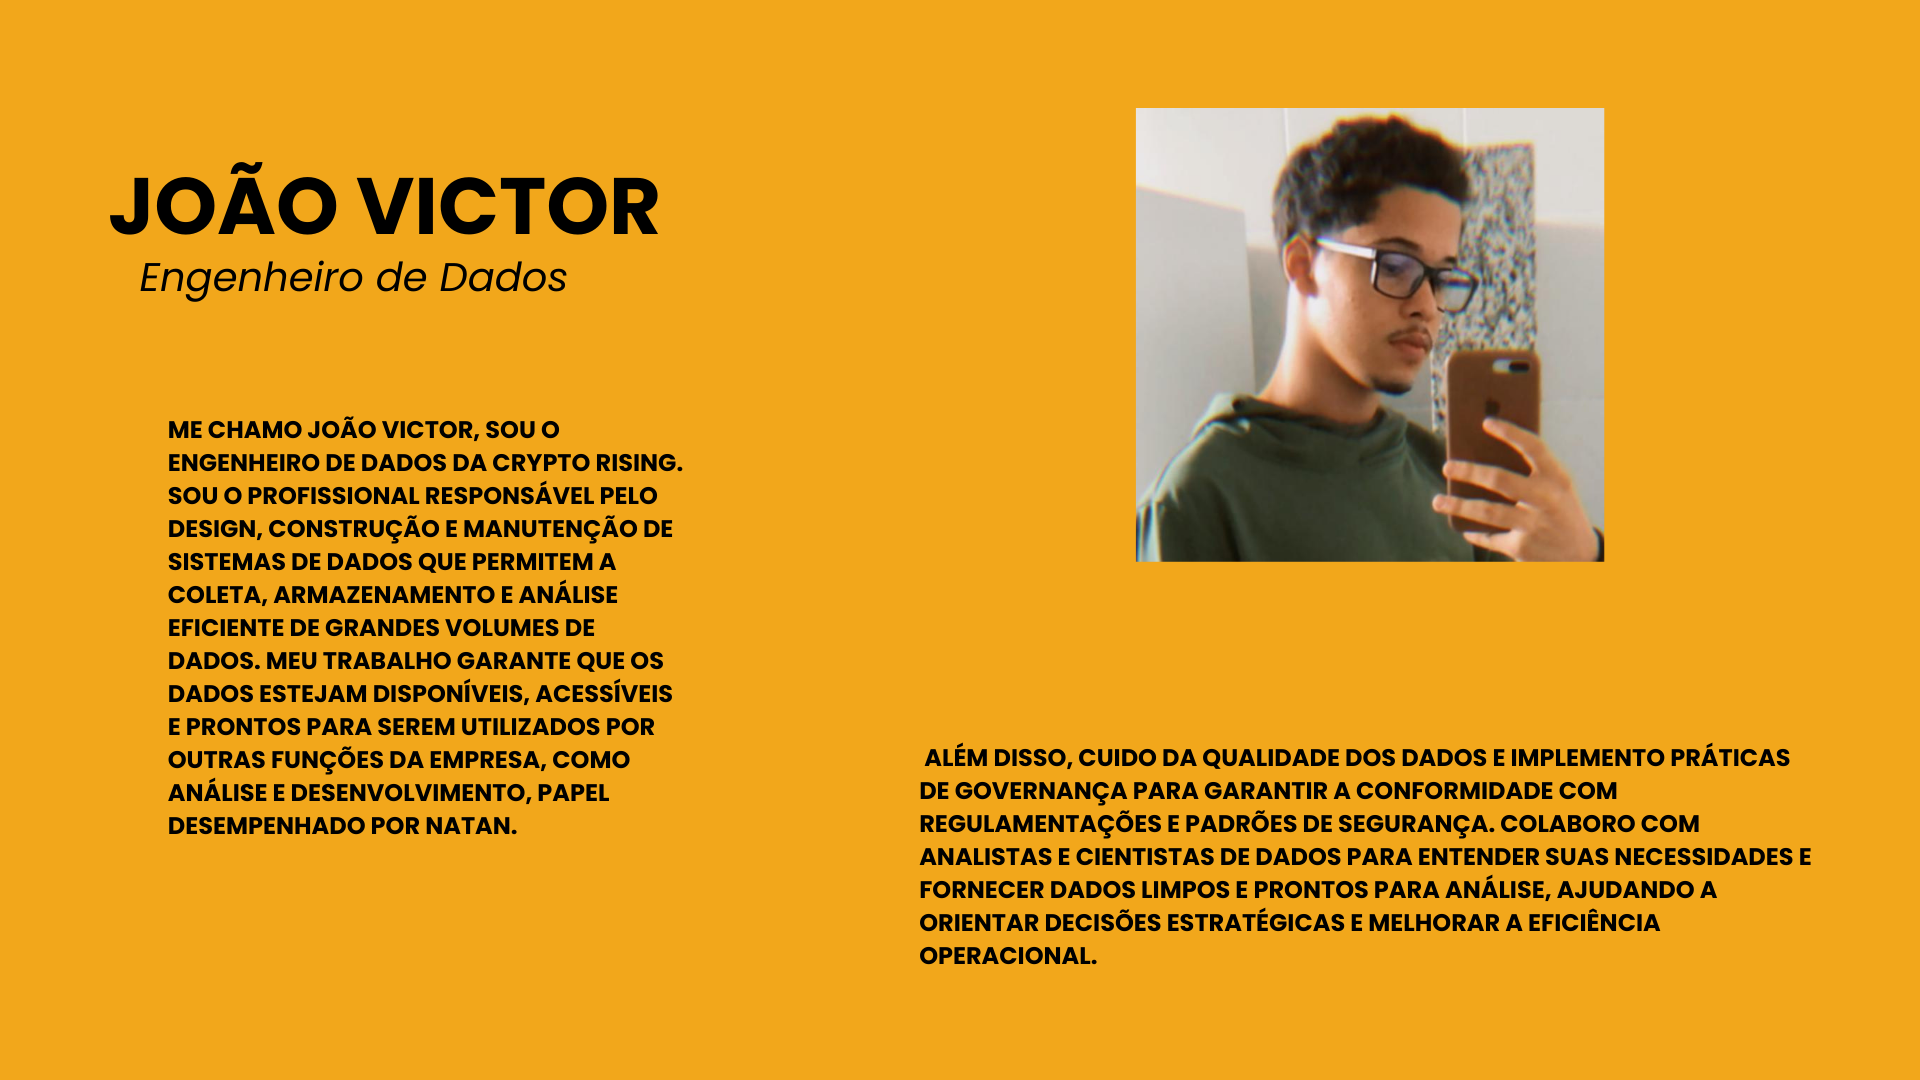 JOÃO VICTOR
Engenheiro de Dados
ME CHAMO JOÃO VICTOR, SOU O
ENGENHEIRO DE DADOS DA CRYPTO RISING.
SOU O PROFISSIONAL RESPONSÁVEL PELO
DESIGN, CONSTRUÇÃO E MANUTENÇÃO DE
SISTEMAS DE DADOS QUE PERMITEM A
COLETA, ARMAZENAMENTO E ANÁLISE
EFICIENTE DE GRANDES VOLUMES DE
DADOS. MEU TRABALHO GARANTE QUE OS
DADOS ESTEJAM DISPONÍVEIS, ACESSÍVEIS
E PRONTOS PARA SEREM UTILIZADOS POR
OUTRAS FUNÇÕES DA EMPRESA, COMO
ANÁLISE E DESENVOLVIMENTO, PAPEL
DESEMPENHADO POR NATAN.
ALÉM DISSO, CUIDO DA QUALIDADE DOS DADOS E IMPLEMENTO PRÁTICAS
DE GOVERNANÇA PARA GARANTIR A CONFORMIDADE COM
REGULAMENTAÇÕES E PADRÕES DE SEGURANÇA. COLABORO COM
ANALISTAS E CIENTISTAS DE DADOS PARA ENTENDER SUAS NECESSIDADES E
FORNECER DADOS LIMPOS E PRONTOS PARA ANÁLISE, AJUDANDO A
ORIENTAR DECISÕES ESTRATÉGICAS E MELHORAR A EFICIÊNCIA
OPERACIONAL.